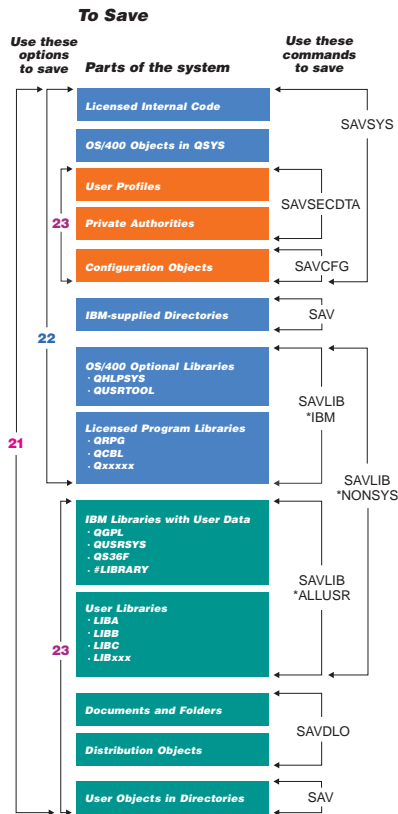 To Save
Use these
options
to save
Parts of the system
Use these
commands
to save
Licensed Internal Code
SAVSYS
OS/400 Objects in QSYS
User Profiles
SAVSECDTA
23
Private Authorities
Configuration Objects
SAVCFG
IBM-supplied Directories
SAV
22
OS/400 Optional Libraries
· QHLPSYS
· QUSRTOOL
SAVLIB
*IBM
Licensed Program Libraries
· QRPG
· QCBL
· Qxxxxx
21
SAVLIB
*NONSYS
IBM Libraries with User Data
· QGPL
· QUSRSYS
· QS36F
· #LIBRARY
SAVLIB
*ALLUSR
User Libraries
· LIBA
· LIBB
· LIBC
· LIBxxx
23
Documents and Folders
SAVDLO
Distribution Objects
User Objects in Directories
SAV